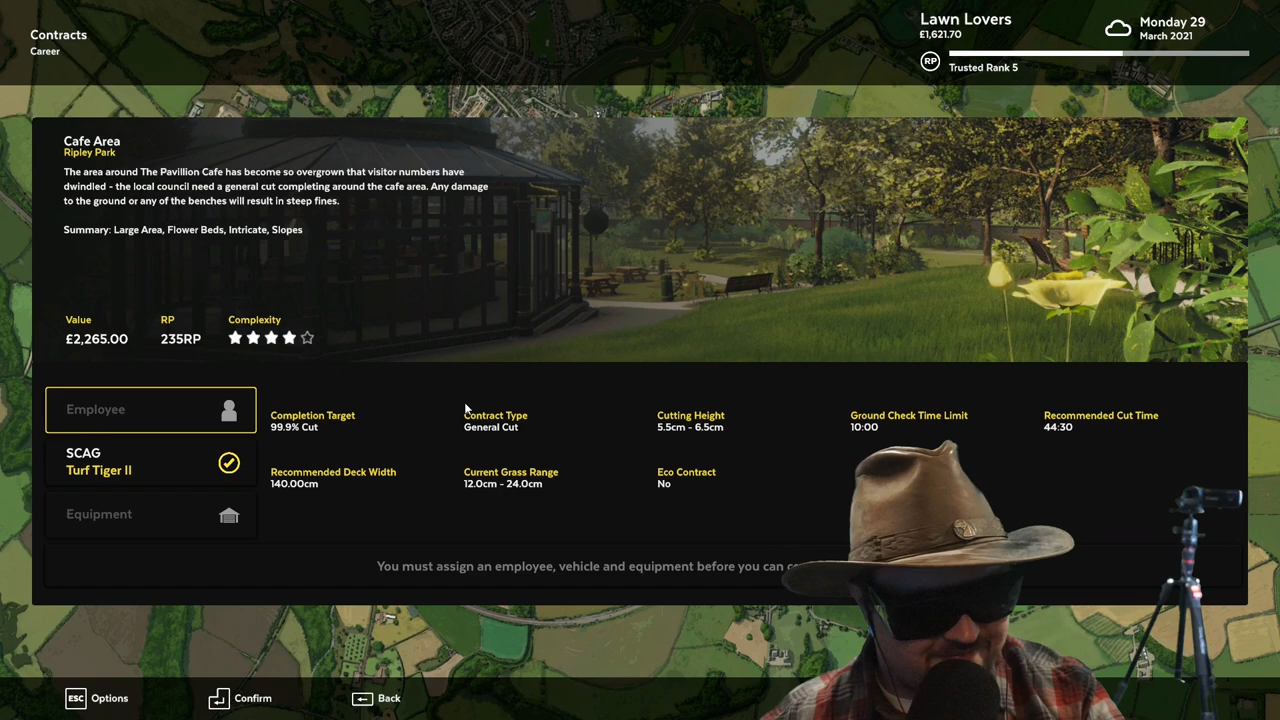 Contracts
Career
Lawn Lovers
£1,621.70
Monday 29
March 2021
RP
Trusted Rank 5
Cafe Area
Ripley Park
The area around The Pavillion Cafe has become so overgrown that visitor numbers have
dwindled - the local council need a general cut completing around the cafe area. Any damage
to the ground or any of the benches will result in steep fines.
Summary: Large Area, Flower Beds, Intricate, Slopes
Value
RP
Complexity
£2,265.00
235RP
Employee
SCAG
Turf Tiger II
Equipment
Completion Target
Contract Type
Cutting Height
Ground Check Time Limit
Recommended Cut Time
99.9% Cut
General Cut
5.5cm - 6.5cm
10:00
44:30
Recommended Deck Width
Current Grass Range
Eco Contract
140.00cm
12.0cm - 24.0cm
No
You must assign an employee, vehicle and equipment before you can
ESC Options
Confirm
Back